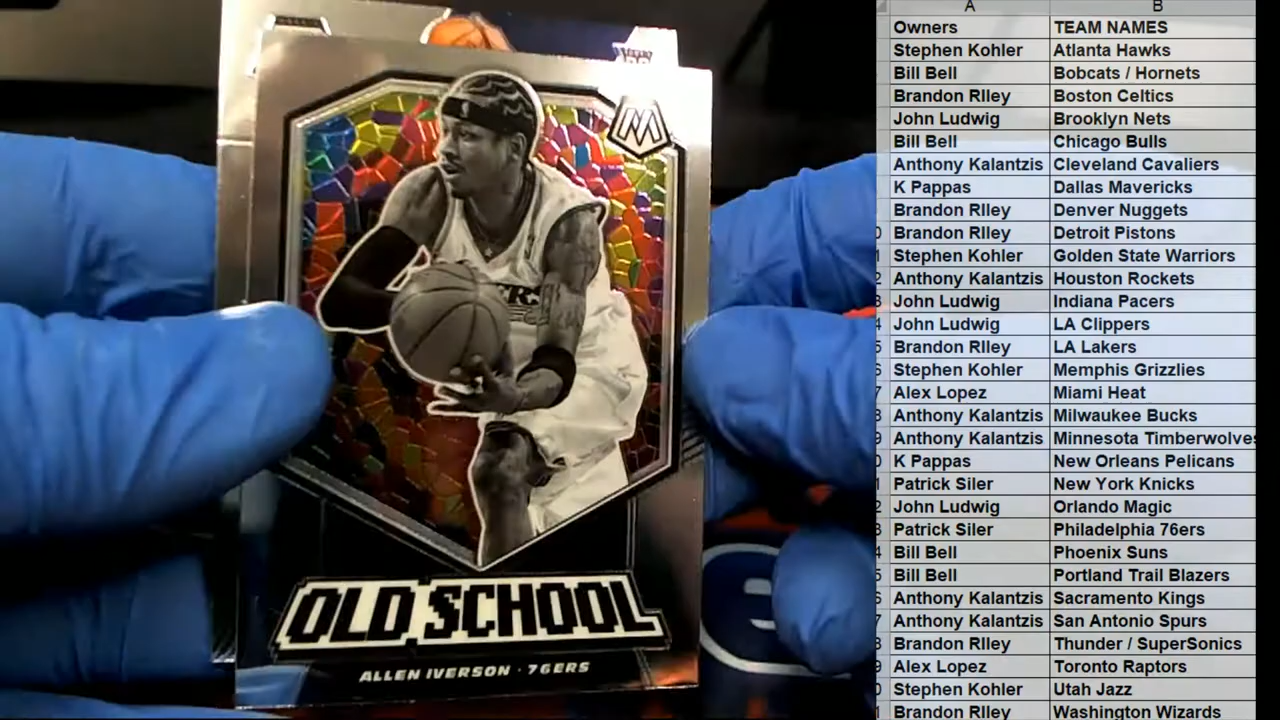 OLD SCHOOL
ALLEN IVERSON · 76ERS
A B
Owners TEAM NAMES
Stephen Kohler Atlanta Hawks
Bill Bell Bobcats / Hornets
Brandon RIley Boston Celtics
John Ludwig Brooklyn Nets
Bill Bell Chicago Bulls
Anthony Kalantzis Cleveland Cavaliers
K Pappas Dallas Mavericks
Brandon RIley Denver Nuggets
Brandon RIley Detroit Pistons
Stephen Kohler Golden State Warriors
Anthony Kalantzis Houston Rockets
John Ludwig Indiana Pacers
John Ludwig LA Clippers
Brandon RIley LA Lakers
Stephen Kohler Memphis Grizzlies
Alex Lopez Miami Heat
Anthony Kalantzis Milwaukee Bucks
Anthony Kalantzis Minnesota Timberwolves
K Pappas New Orleans Pelicans
Patrick Siler New York Knicks
John Ludwig Orlando Magic
Patrick Siler Philadelphia 76ers
Bill Bell Phoenix Suns
Bill Bell Portland Trail Blazers
Anthony Kalantzis Sacramento Kings
Anthony Kalantzis San Antonio Spurs
Brandon RIley Thunder / SuperSonics
Alex Lopez Toronto Raptors
Stephen Kohler Utah Jazz
Brandon RIley Washington Wizards